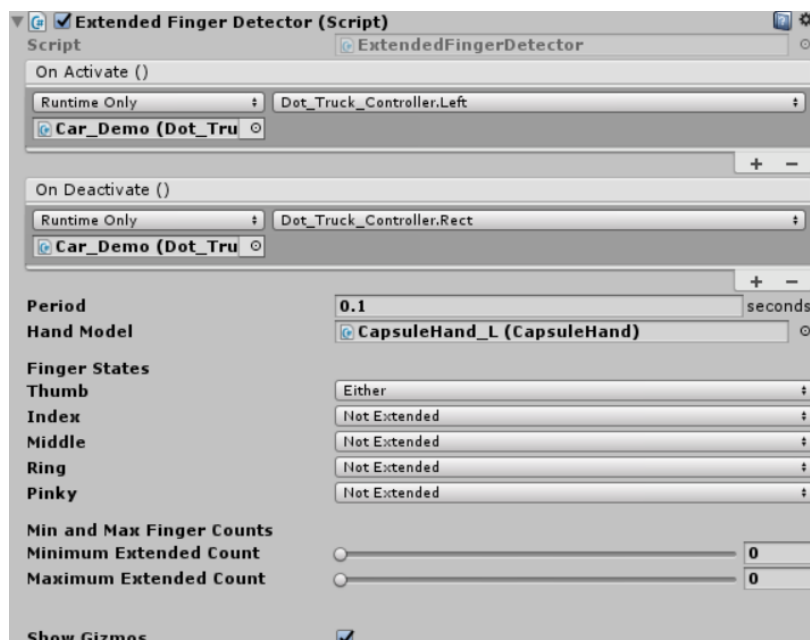 Extended Finger Detector (Script)
Script ExtendedFingerDetector
On Activate ()
Runtime Only Dot_Truck_Controller.Left
Car_Demo (Dot_Tru
+ −
On Deactivate ()
Runtime Only Dot_Truck_Controller.Rect
Car_Demo (Dot_Tru
+ −
Period 0.1 seconds
Hand Model CapsuleHand_L (CapsuleHand)
Finger States
Thumb Either
Index Not Extended
Middle Not Extended
Ring Not Extended
Pinky Not Extended
Min and Max Finger Counts
Minimum Extended Count 0
Maximum Extended Count 0
Show Gizmos